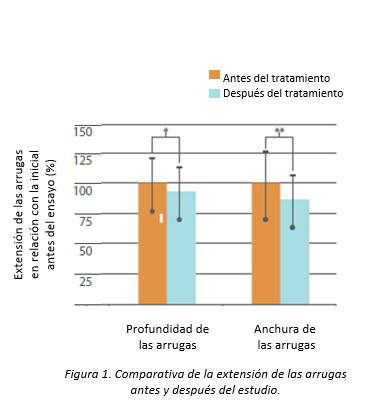 Antes del tratamiento
Después del tratamiento
Extensión de las arrugas
en relación con la inicial
antes del ensayo (%)
150
125
100
75
50
25
*
**
Profundidad de
las arrugas
Anchura de
las arrugas
Figura 1. Comparativa de la extensión de las arrugas
antes y después del estudio.